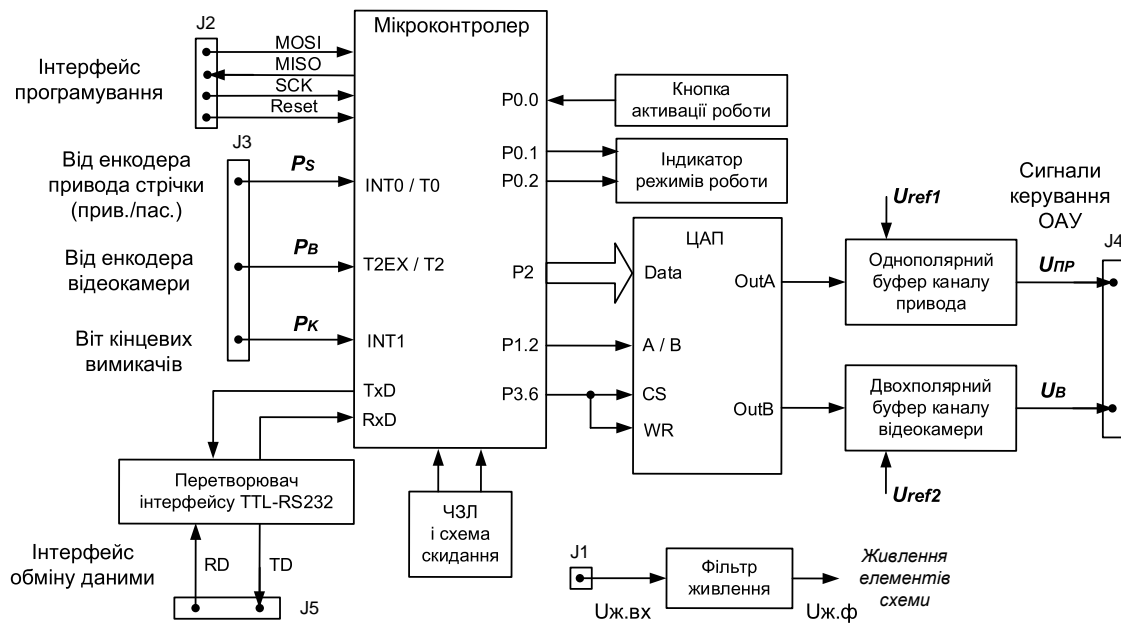 J2
Інтерфейс
програмування
MOSI
MISO
SCK
Reset
Мікроконтролер
P0.0
Кнопка
активації роботи
P0.1
P0.2
Індикатор
режимів роботи
J3
Від енкодера
привода стрічки
(прив./пас.)
PS
INT0 / T0
Від енкодера
відеокамери
PB
T2EX / T2
Віт кінцевих
вимикачів
PK
INT1
TxD
RxD
P2
P1.2
P3.6
ЦАП
Data
A / B
CS
WR
OutA
OutB
Uref1
Однополярний
буфер каналу
привода
Двохполярний
буфер каналу
відеокамери
Uref2
Сигнали
керування
ОАУ
J4
UПР
UВ
Перетворювач
інтерфейсу TTL-RS232
ЧЗЛ
і схема
скидання
Інтерфейс
обміну даними
RD
TD
J5
J1
Uж.вх
Фільтр
живлення
Uж.ф
Живлення
елементів
схеми